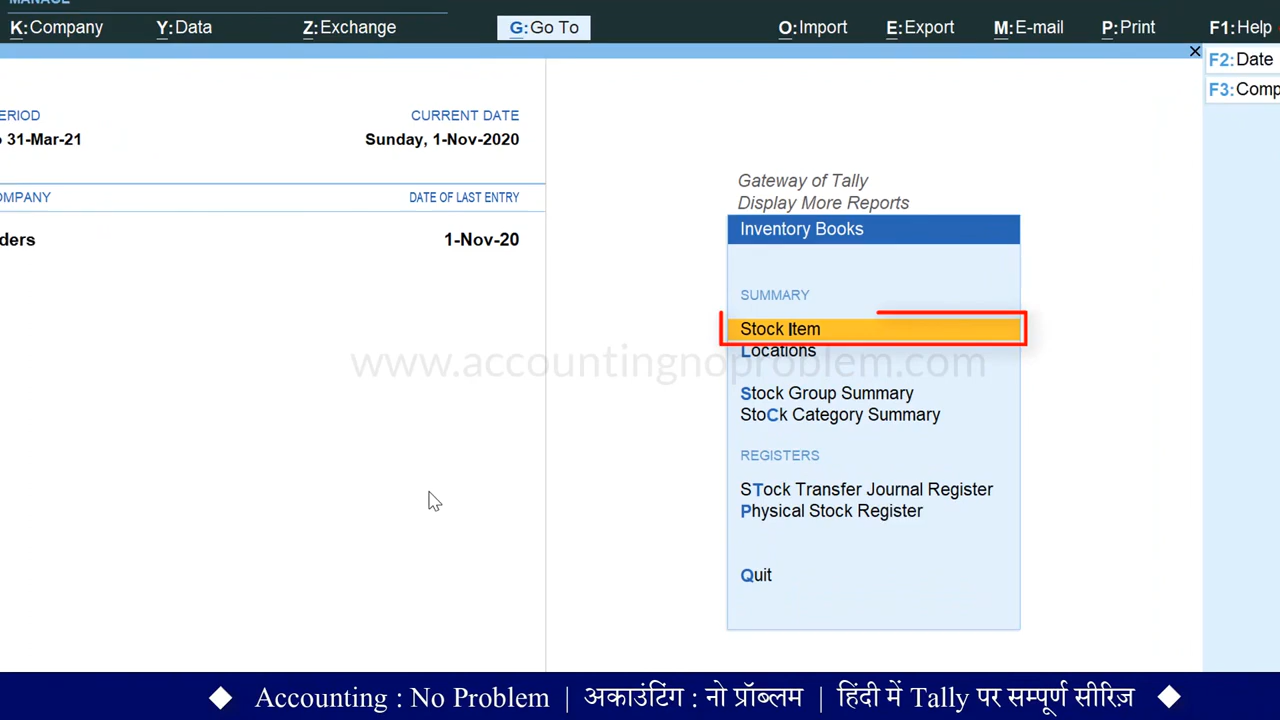 MANAGE
K:Company Y:Data Z:Exchange G:Go To O:Import E:Export M:E-mail P:Print F1:Help
F2:Date
F3:Comp
ERIOD CURRENT DATE
31-Mar-21 Sunday, 1-Nov-2020
OMPANY DATE OF LAST ENTRY
ders 1-Nov-20
Gateway of Tally
Display More Reports
Inventory Books
SUMMARY
Stock Item
Locations
www.accountingnoproblem.com
Stock Group Summary
StoCk Category Summary
REGISTERS
STock Transfer Journal Register
Physical Stock Register
Quit
Accounting : No Problem | अकाउंटिंग : नो प्रॉब्लम | हिंदी में Tally पर सम्पूर्ण सीरिज़